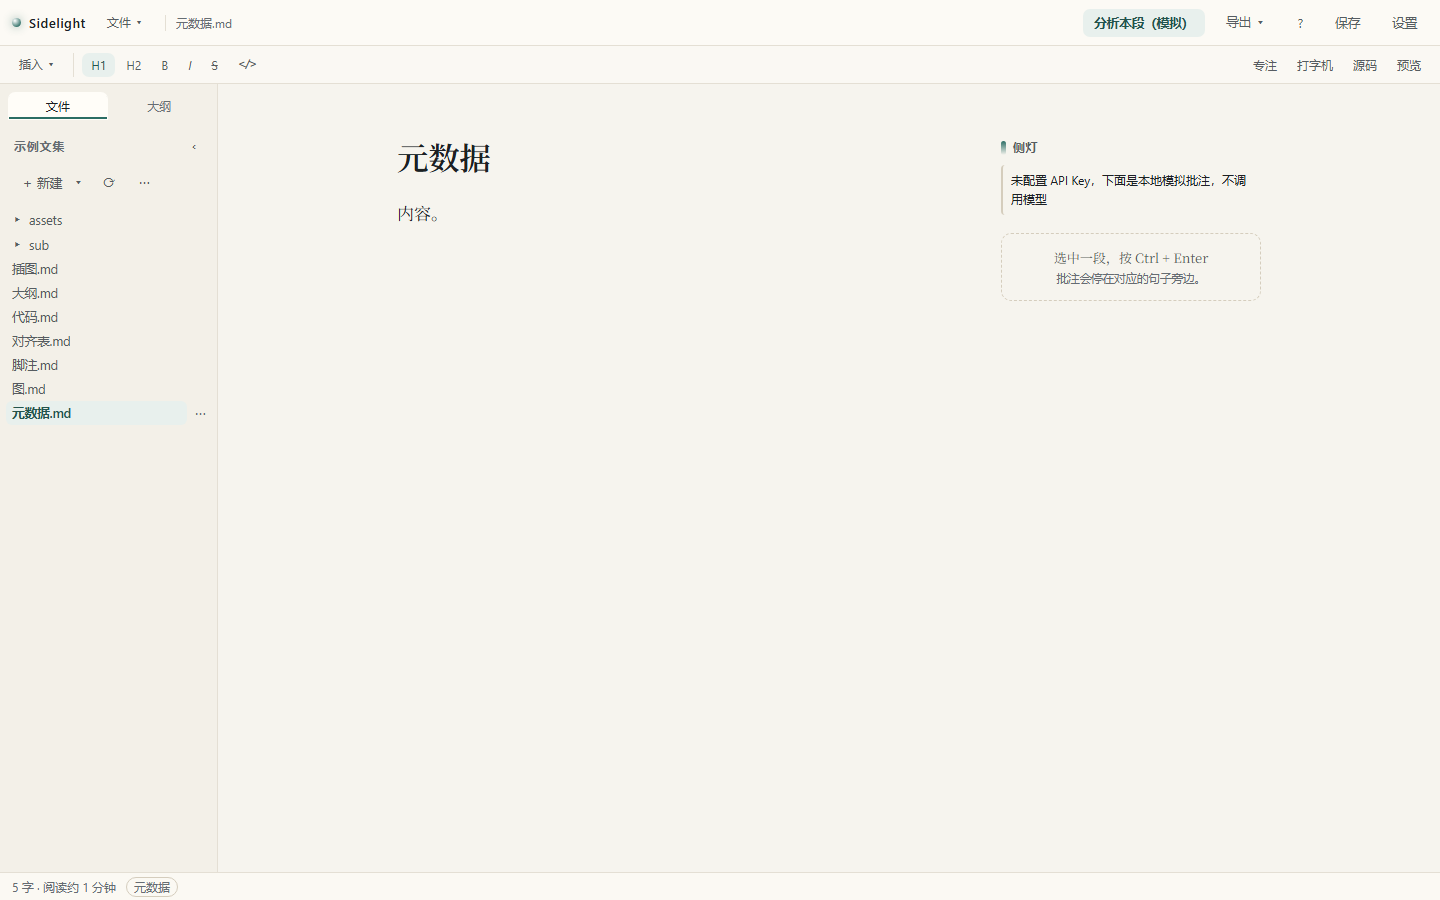 Sidelight 文件 元数据.md 分析本段（模拟） 导出 ? 保存 设置
插入 H1 H2 B I S </> 专注 打字机 源码 预览
文件 大纲
示例文集
+ 新建 ...
assets
sub
插图.md
大纲.md
代码.md
对齐表.md
脚注.md
图.md
元数据.md ...
元数据
内容。
侧灯
未配置 API Key，下面是本地模拟批注，不调
用模型
选中一段，按 Ctrl + Enter
批注会停在对应的句子旁边。
5 字 · 阅读约 1 分钟 元数据